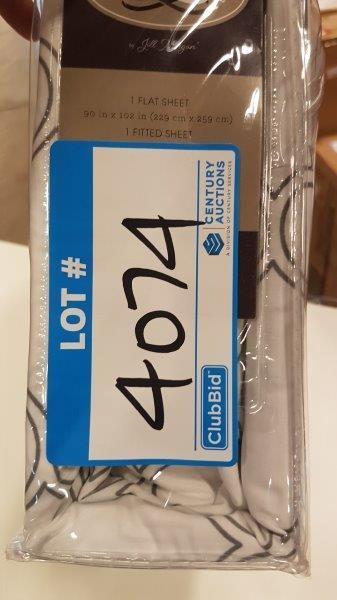 by Jill Morgan
1 FLAT SHEET
90 in x 102 in (229 cm x 259 cm)
1 FITTED SHEET
LOT #
4074
CENTURY
AUCTIONS
A DIVISION OF CENTURY SERVICES
ClubBid